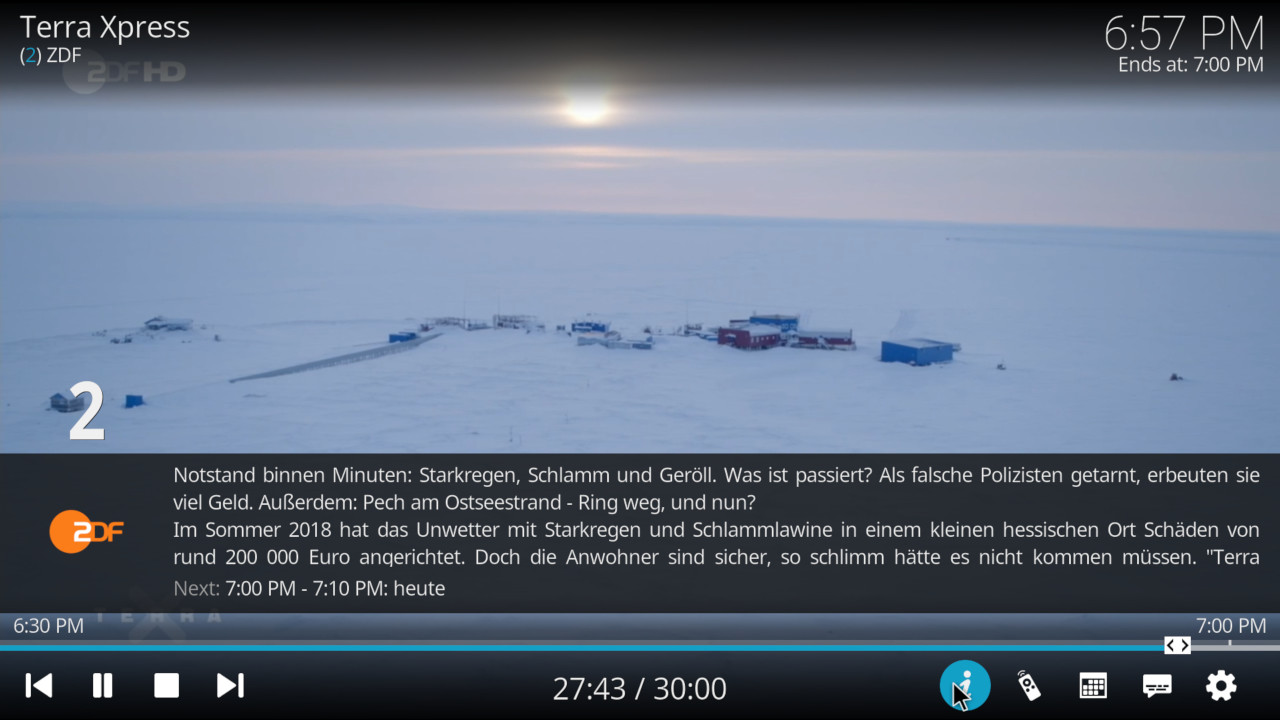 Terra Xpress
(2) ZDF
2DFHD
6:57 PM
Ends at: 7:00 PM
2
Notstand binnen Minuten: Starkregen, Schlamm und Geröll. Was ist passiert? Als falsche Polizisten getarnt, erbeuten sie
viel Geld. Außerdem: Pech am Ostseestrand - Ring weg, und nun?
Im Sommer 2018 hat das Unwetter mit Starkregen und Schlammlawine in einem kleinen hessischen Ort Schäden von
rund 200 000 Euro angerichtet. Doch die Anwohner sind sicher, so schlimm hätte es nicht kommen müssen. "Terra
2DF
Next: 7:00 PM - 7:10 PM: heute
TERRA X
6:30 PM
7:00 PM
27:43 / 30:00